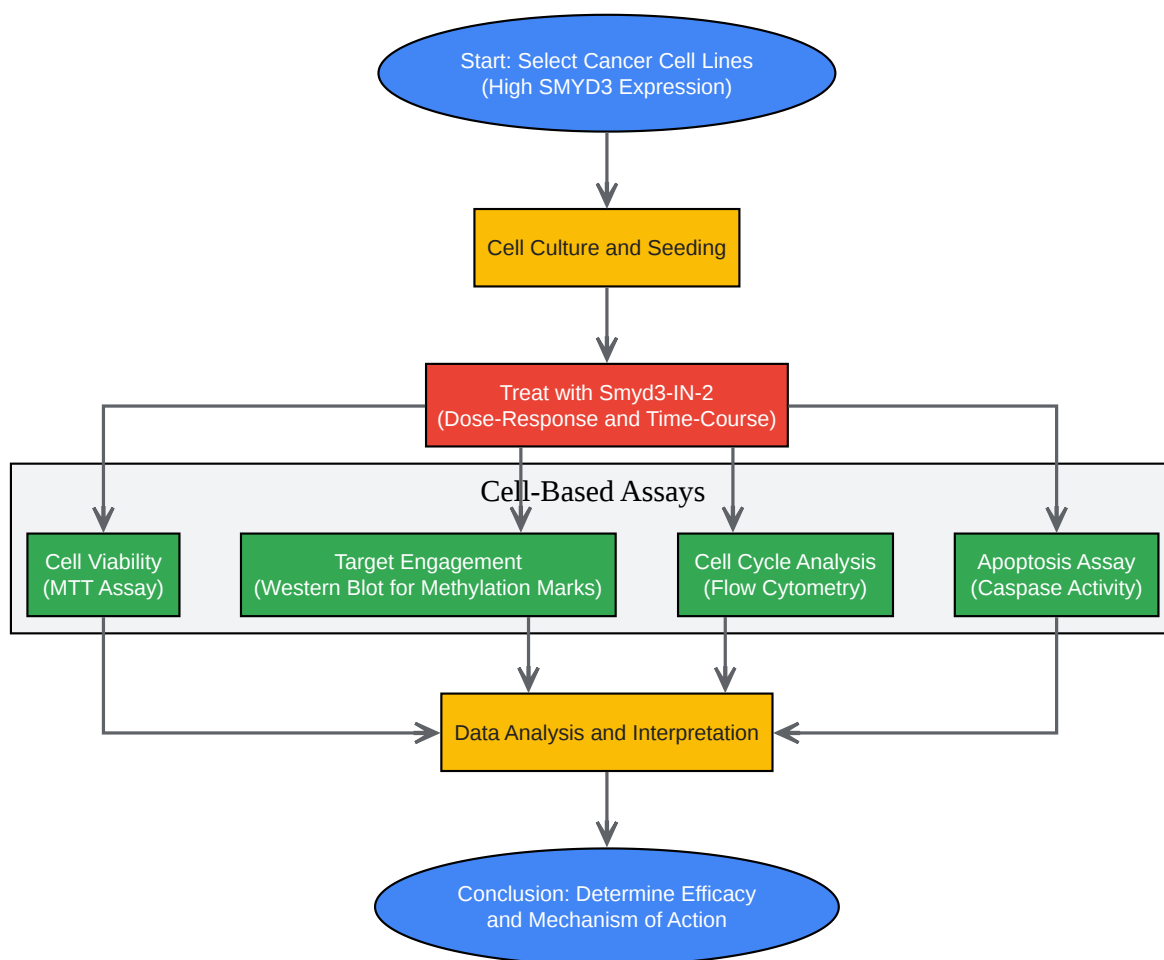 Start: Select Cancer Cell Lines
(High SMYD3 Expression)
Cell Culture and Seeding
Treat with Smyd3-IN-2
(Dose-Response and Time-Course)
Cell-Based Assays
Cell Viability
(MTT Assay)
Target Engagement
(Western Blot for Methylation Marks)
Cell Cycle Analysis
(Flow Cytometry)
Apoptosis Assay
(Caspase Activity)
Data Analysis and Interpretation
Conclusion: Determine Efficacy
and Mechanism of Action